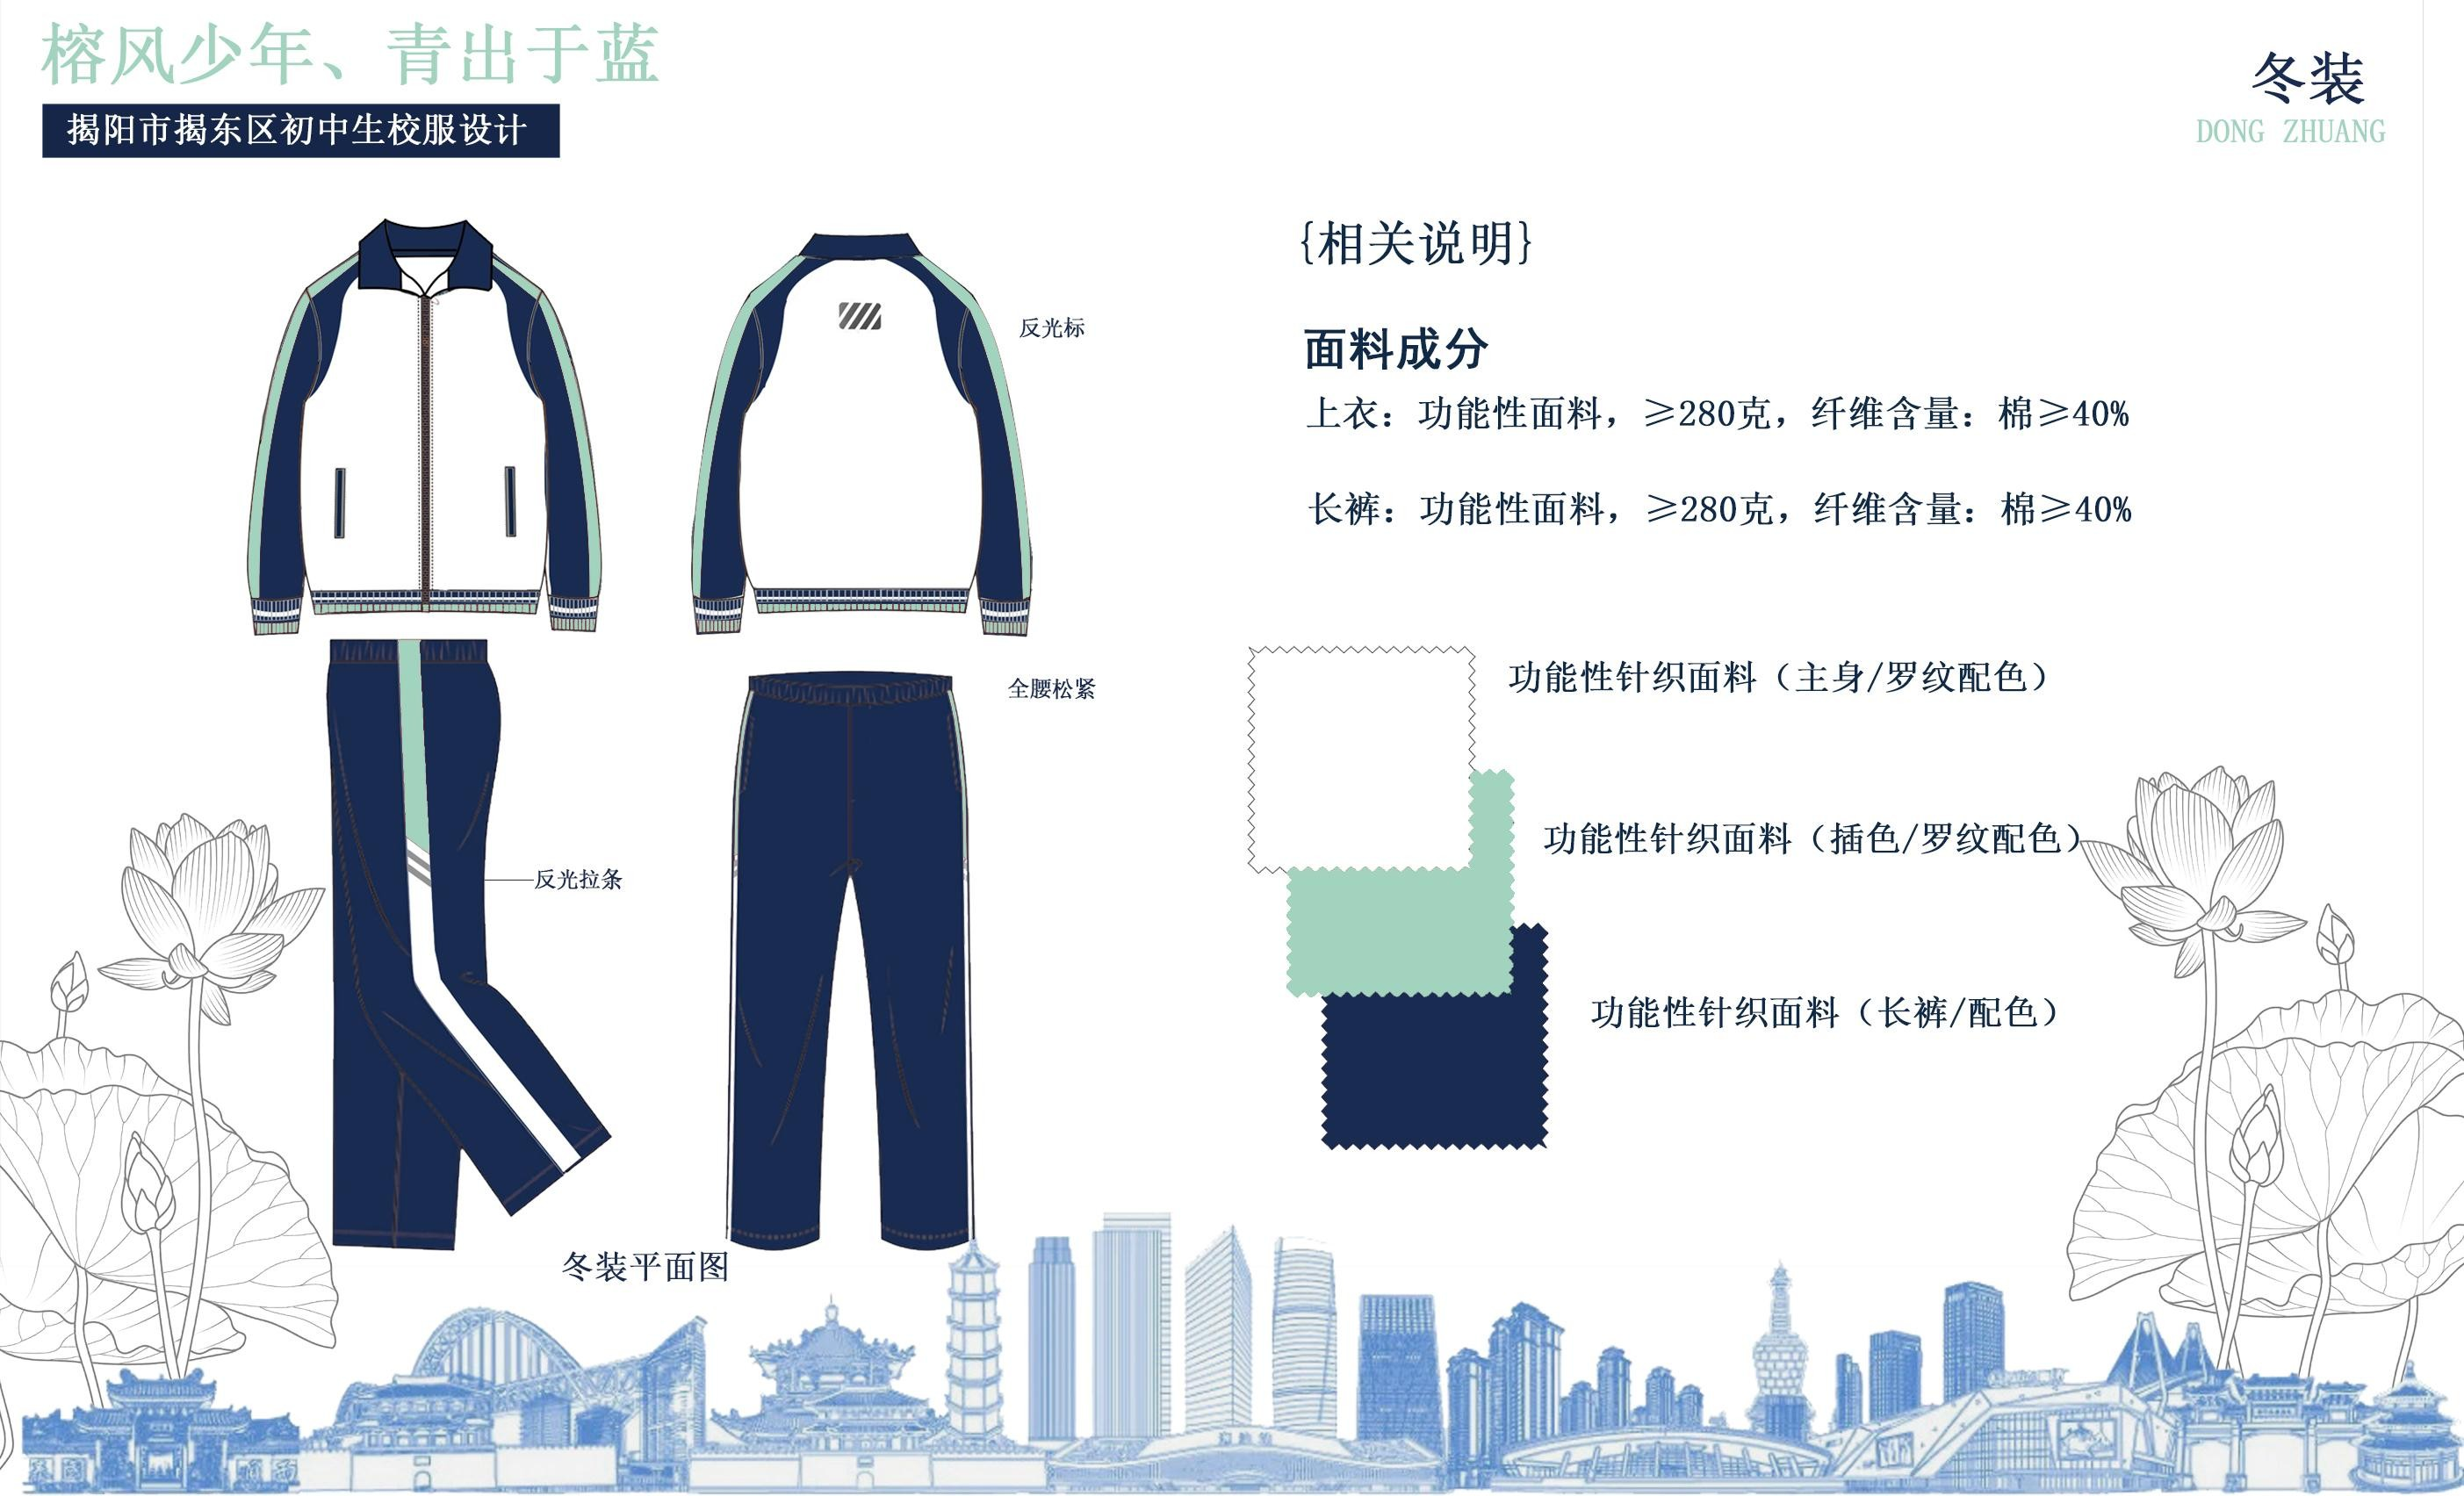 榕风少年、青出于蓝
揭阳市揭东区初中生校服设计
冬装
DONG ZHUANG
{相关说明}
面料成分
上衣：功能性面料，≥280克，纤维含量：棉≥40%
长裤：功能性面料，≥280克，纤维含量：棉≥40%
反光标
全腰松紧
反光拉条
功能性针织面料（主身/罗纹配色）
功能性针织面料（插色/罗纹配色）
功能性针织面料（长裤/配色）
冬装平面图